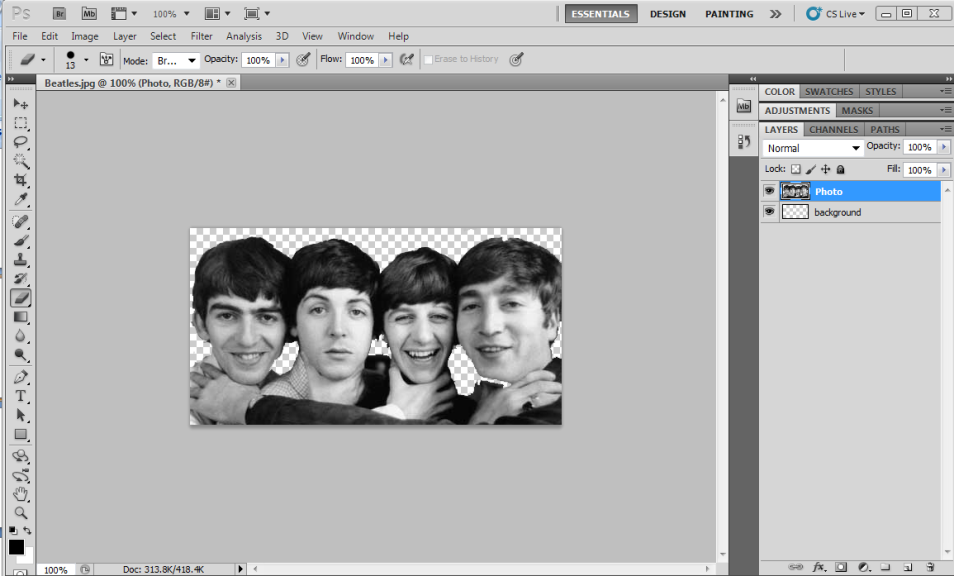 Ps Br Mb 100% ESSENTIALS DESIGN PAINTING CS Live
File Edit Image Layer Select Filter Analysis 3D View Window Help
13 Mode: Br... Opacity: 100% Flow: 100% Erase to History
Beatles.jpg @ 100% (Photo, RGB/8#) *
COLOR SWATCHES STYLES
Mb
ADJUSTMENTS MASKS
LAYERS CHANNELS PATHS
Normal Opacity: 100%
Lock: Fill: 100%
Photo
background
T
100% Doc: 313.8K/418.4K
fx.